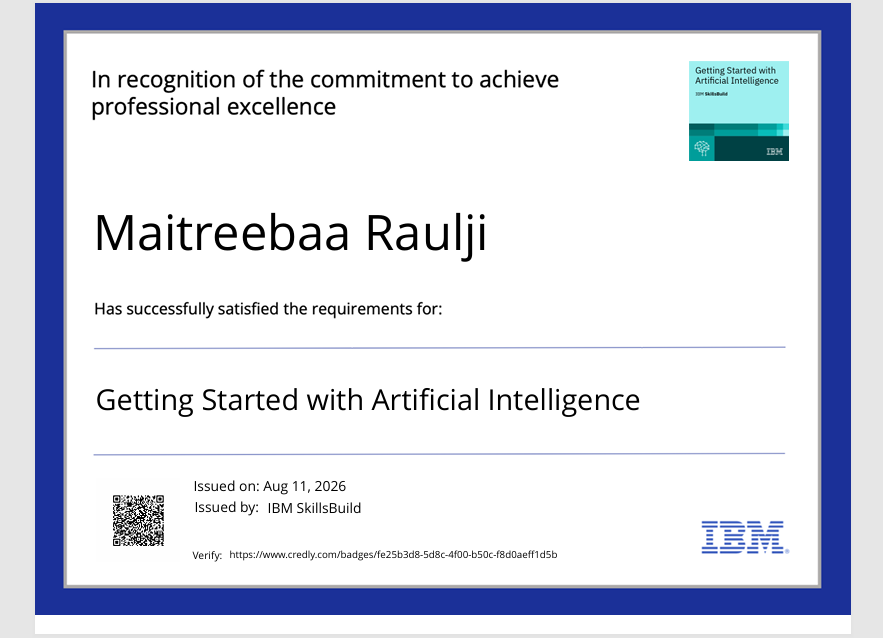 In recognition of the commitment to achieve
professional excellence
Getting Started with
Artificial Intelligence
IBM SkillsBuild
IBM
Maitreebaa Raulji
Has successfully satisfied the requirements for:
Getting Started with Artificial Intelligence
Issued on: Aug 11, 2026
Issued by: IBM SkillsBuild
Verify: https://www.credly.com/badges/fe25b3d8-5d8c-4f00-b50c-f8d0aeff1d5b
IBM®